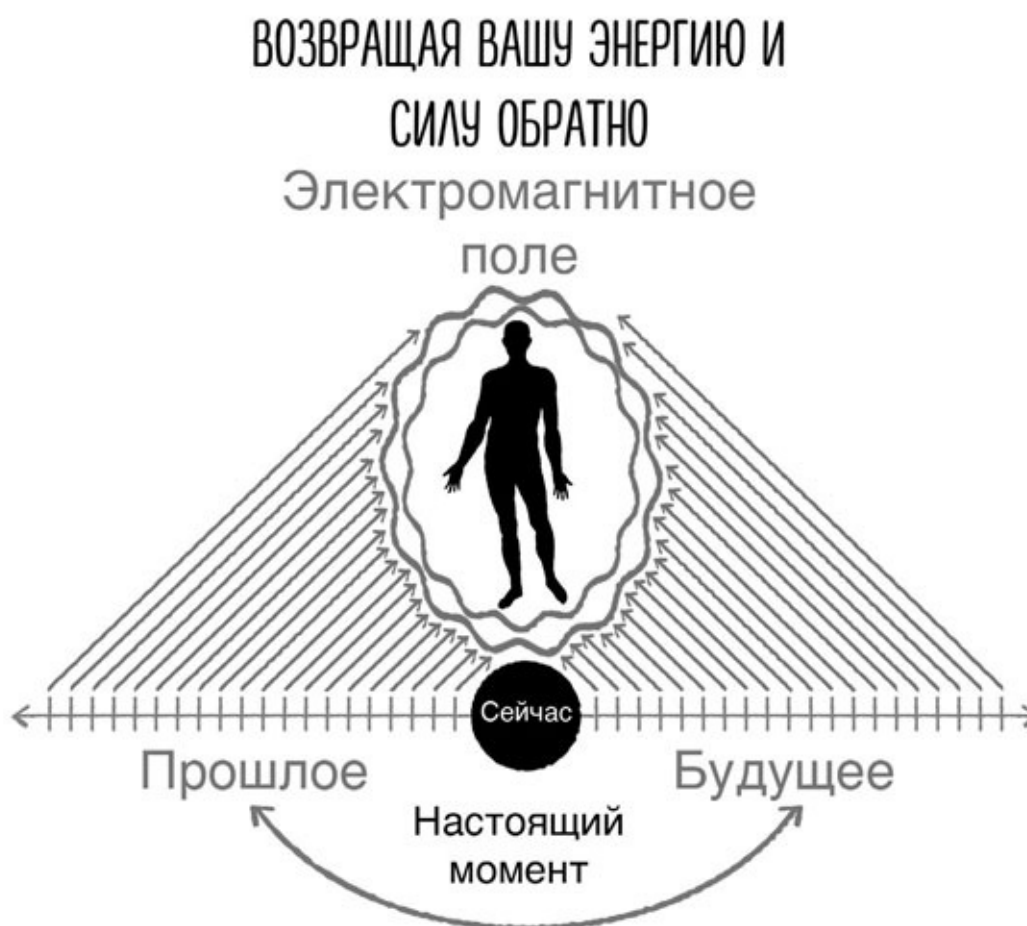 ВОЗВРАЩАЯ ВАШУ ЭНЕРГИЮ И
СИЛУ ОБРАТНО
Электромагнитное
поле
Сейчас
Прошлое
Будущее
Настоящий
момент